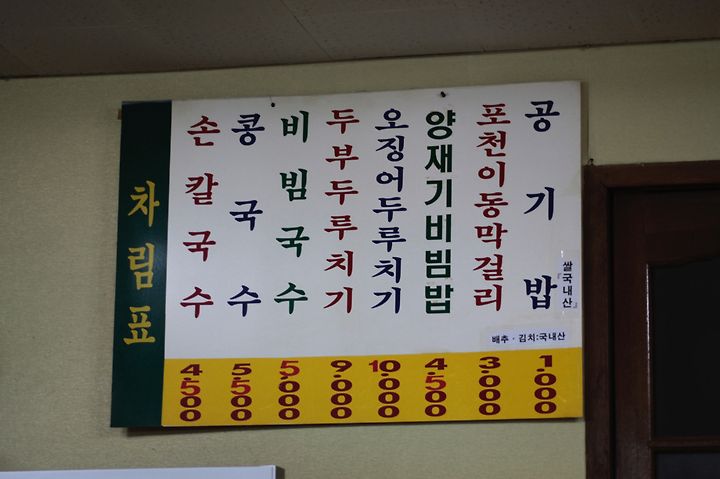 차림표
손칼국수 4.500
콩국수 5.500
비빔국수 5.000
두부두루치기 9.000
오징어두루치기 10.000
양재기비빔밥 4.500
포천이동막걸리 3.000
공기밥 1.000
『쌀국내산』
배추·김치:국내산